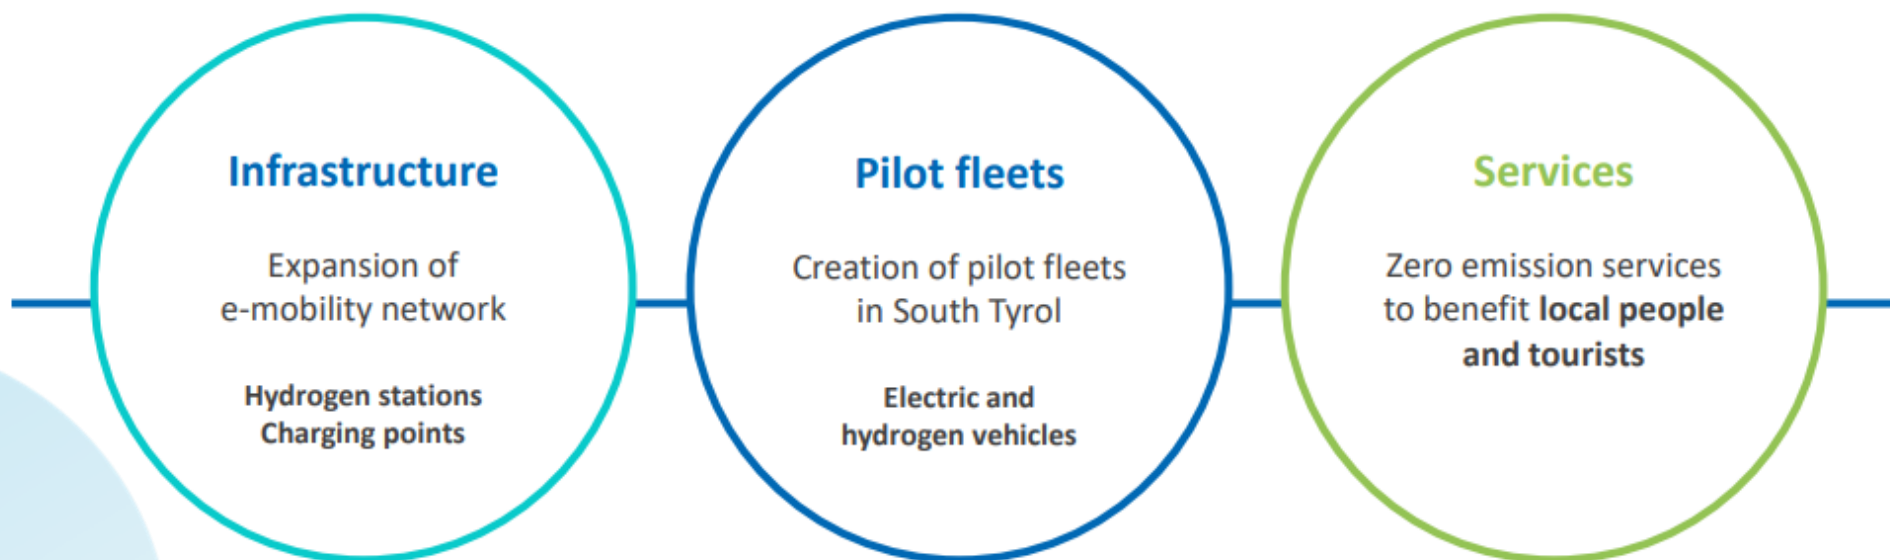 Infrastructure
Expansion of
e-mobility network
Hydrogen stations
Charging points
Pilot fleets
Creation of pilot fleets
in South Tyrol
Electric and
hydrogen vehicles
Services
Zero emission services
to benefit local people
and tourists